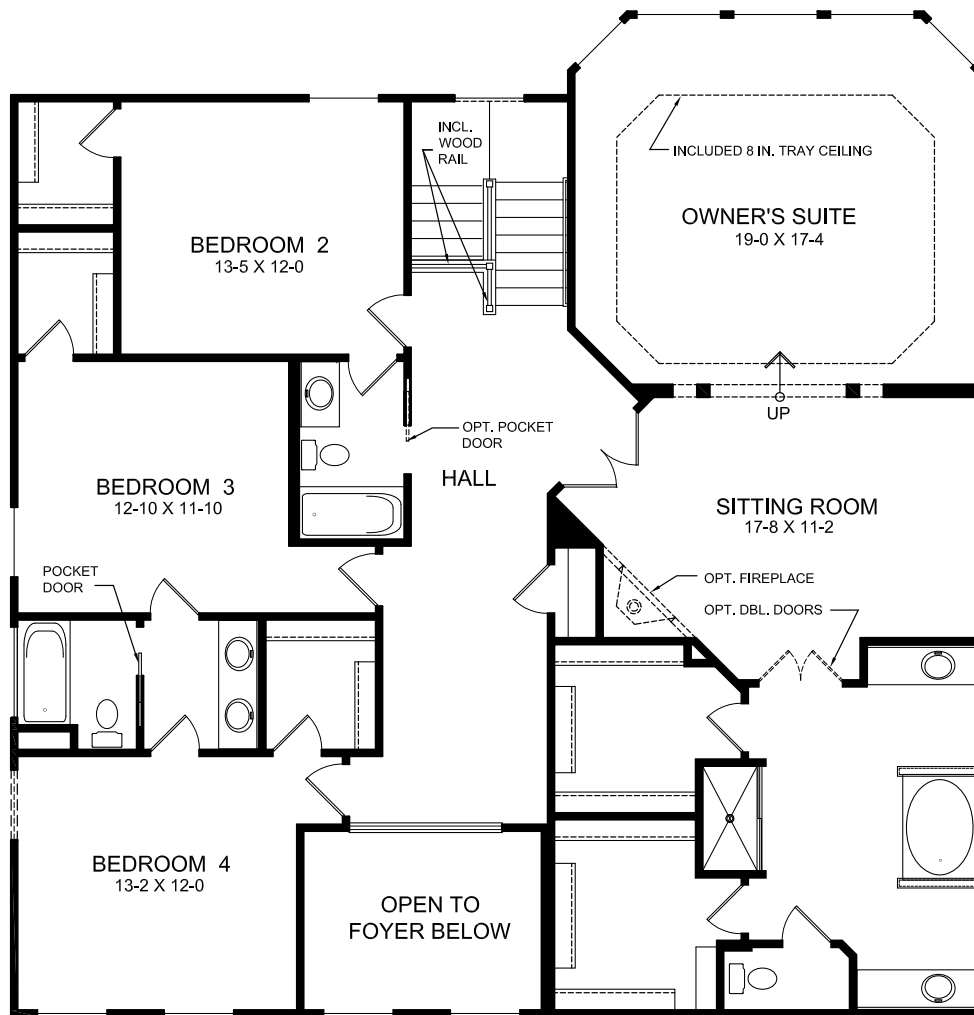 INCL.
WOOD
RAIL
INCLUDED 8 IN. TRAY CEILING
OWNER'S SUITE
19-0 X 17-4
BEDROOM 2
13-5 X 12-0
UP
OPT. POCKET
DOOR
HALL
BEDROOM 3
12-10 X 11-10
SITTING ROOM
17-8 X 11-2
POCKET
DOOR
OPT. FIREPLACE
OPT. DBL. DOORS
BEDROOM 4
13-2 X 12-0
OPEN TO
FOYER BELOW